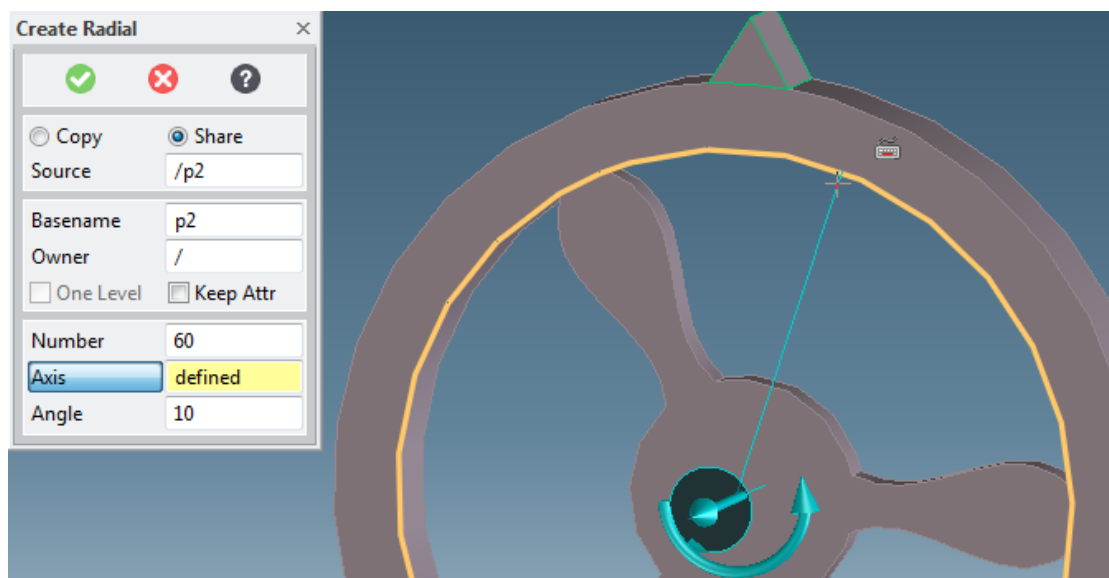 Create Radial
Copy Share
Source /p2
Basename p2
Owner /
One Level Keep Attr
Number 60
Axis defined
Angle 10